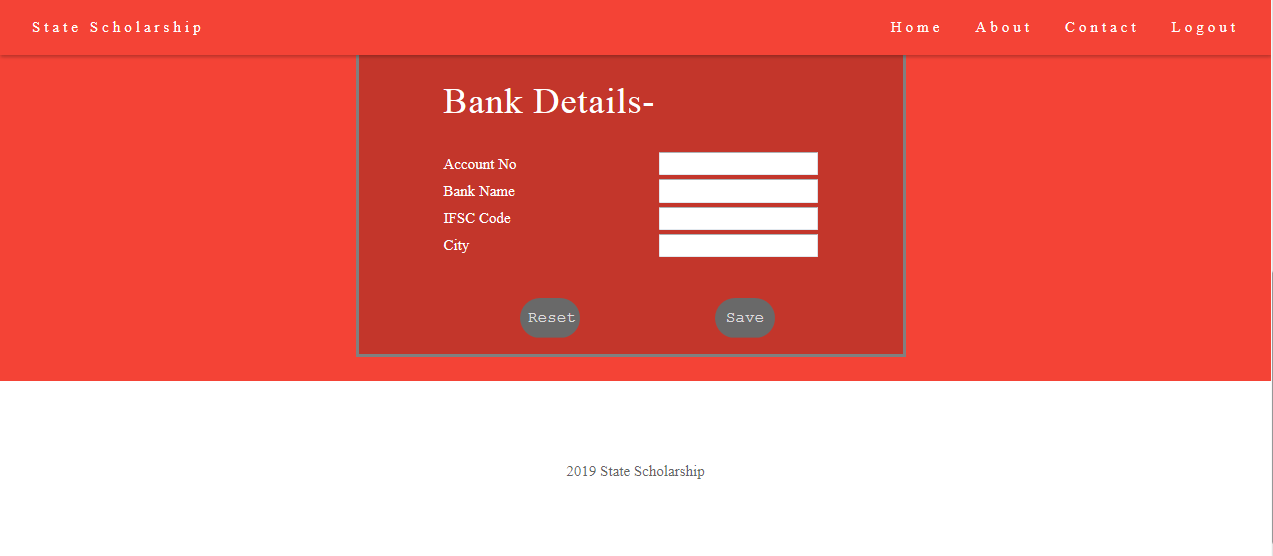 State Scholarship Home About Contact Logout
Bank Details-
Account No
Bank Name
IFSC Code
City
Reset Save
2019 State Scholarship